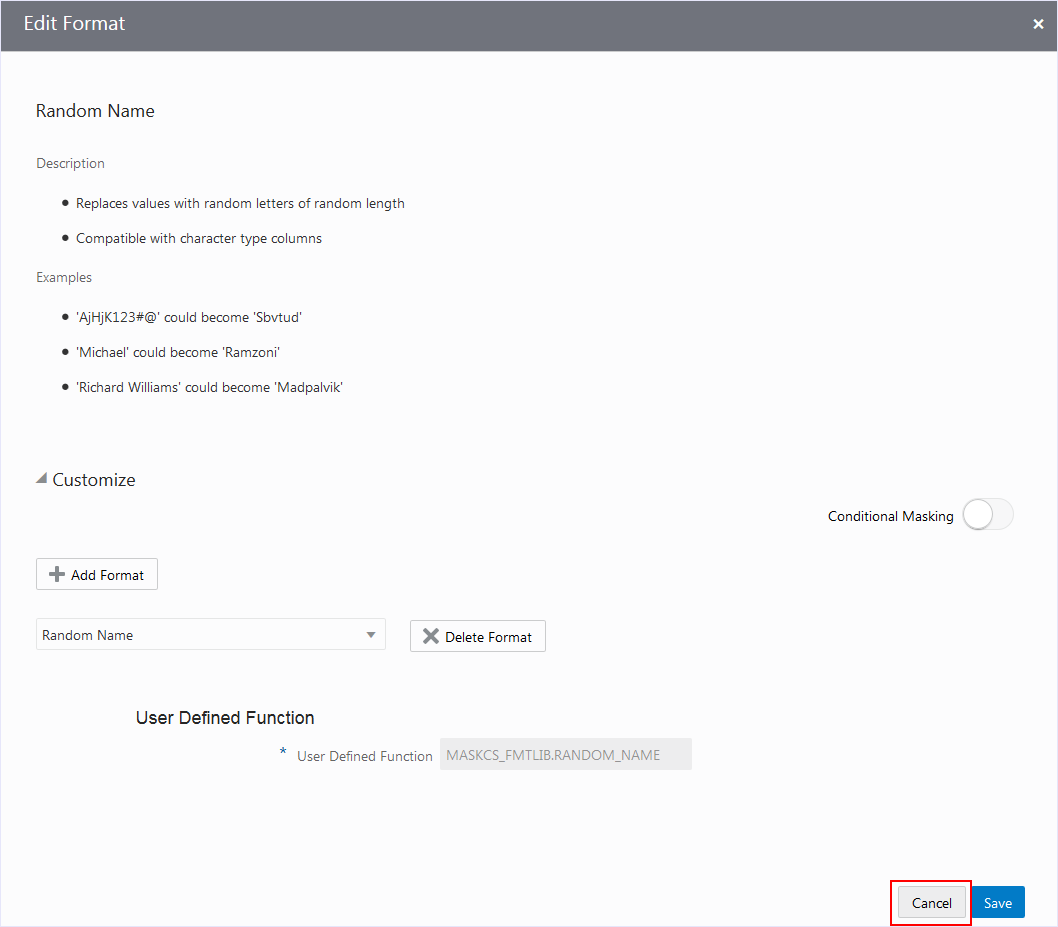 Edit Format
×
Random Name
Description
• Replaces values with random letters of random length
• Compatible with character type columns
Examples
• 'AjHjK123#@' could become 'Sbvtud'
• 'Michael' could become 'Ramzoni'
• 'Richard Williams' could become 'Madpalvik'
Customize
Conditional Masking
Add Format
Random Name
Delete Format
User Defined Function
* User Defined Function MASKCS_FMTLIB.RANDOM_NAME
Cancel Save